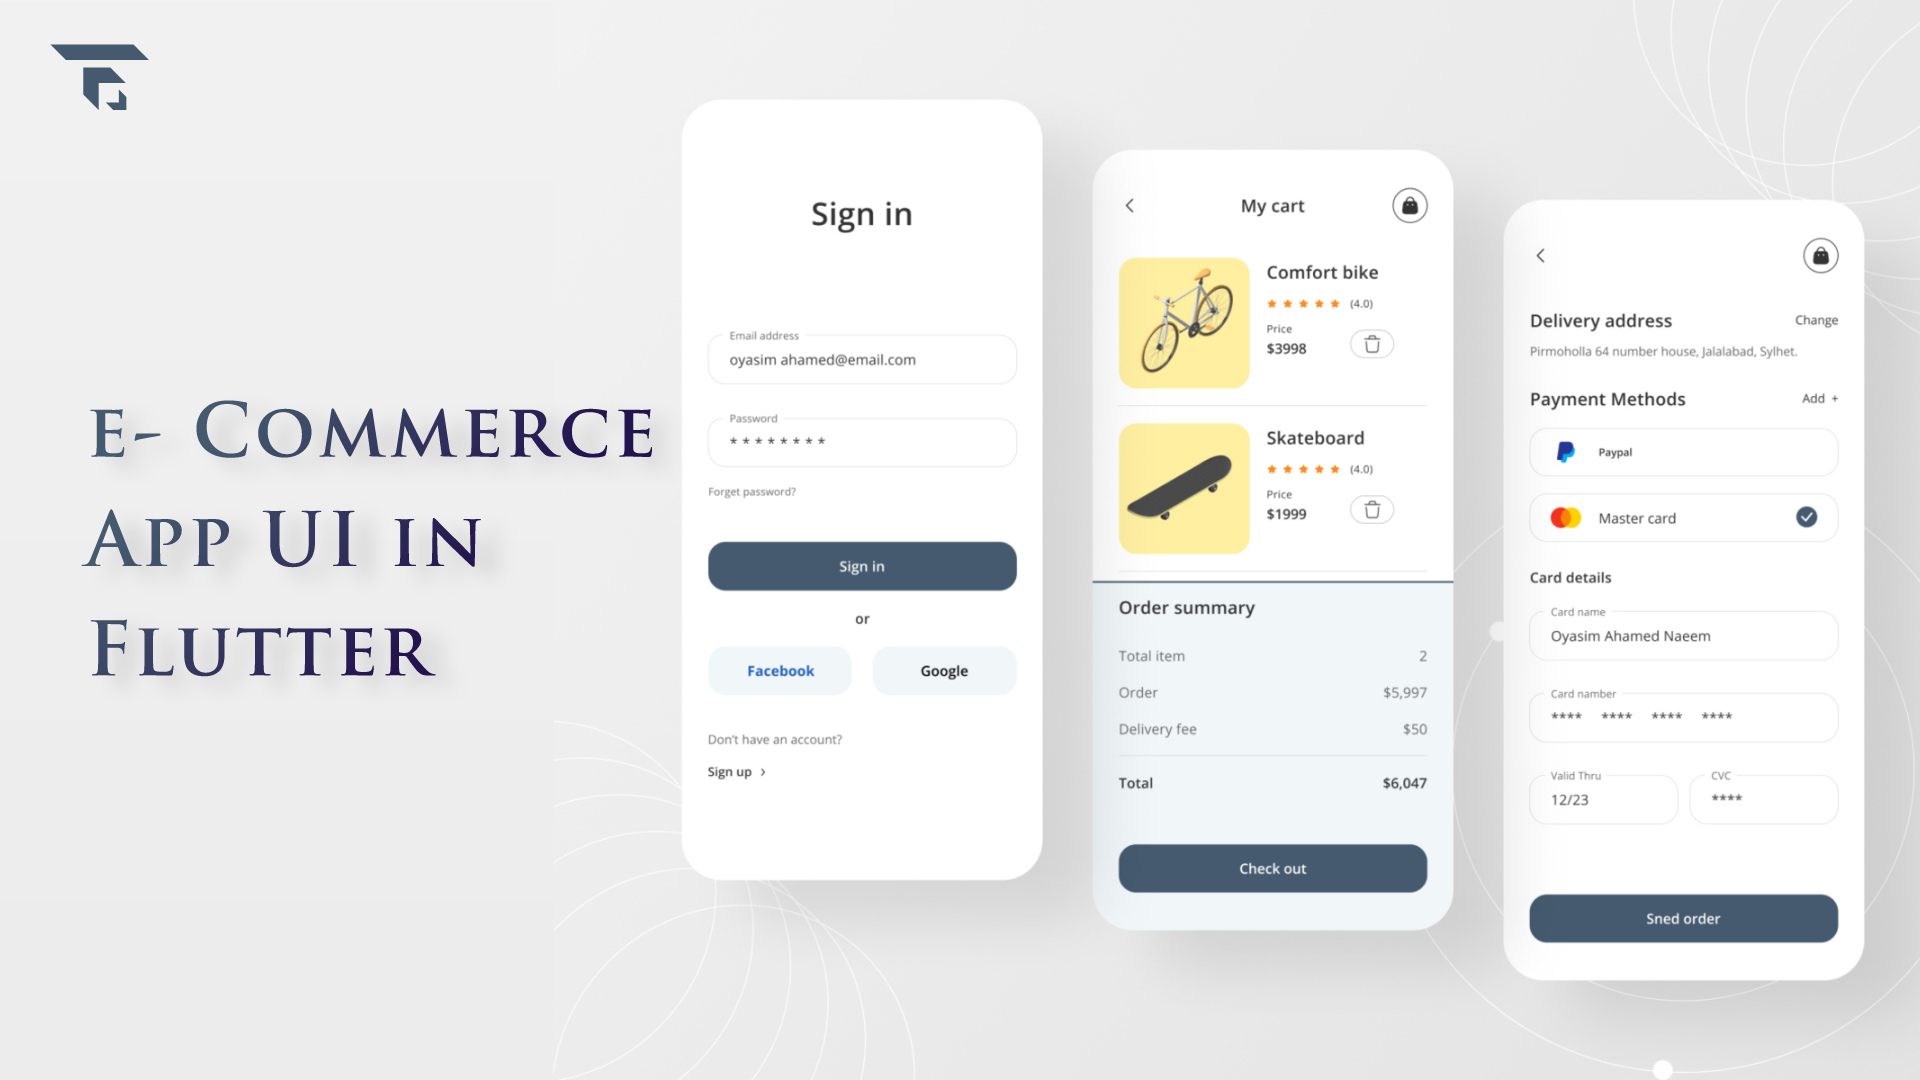 e- Commerce
App UI in
Flutter
Sign in
Email address
oyasim ahamed@email.com
Password
* * * * * * * *
Forget password?
Sign in
or
Facebook
Google
Don't have an account?
Sign up ›
My cart
Comfort bike
(4.0)
Price
$3998
Skateboard
(4.0)
Price
$1999
Order summary
Total item 2
Order $5,997
Delivery fee $50
Total $6,047
Check out
Delivery address Change
Pirmoholla 64 number house, Jalalabad, Sylhet.
Payment Methods Add +
Paypal
Master card
Card details
Card name
Oyasim Ahamed Naeem
Card namber
**** **** **** ****
Valid Thru
12/23
CVC
****
Sned order